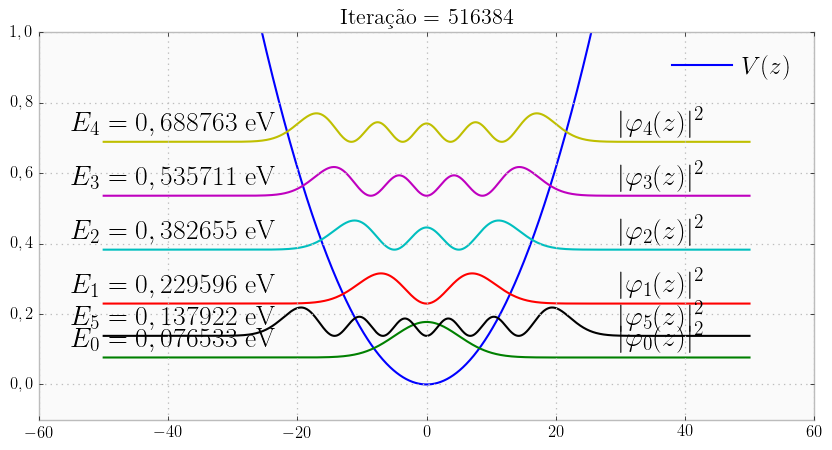 Iteração = 516384
1,0
V(z)
0,8
E_4 = 0,688763 eV |φ_4(z)|^2
0,6
E_3 = 0,535711 eV |φ_3(z)|^2
0,4
E_2 = 0,382655 eV |φ_2(z)|^2
E_1 = 0,229596 eV |φ_1(z)|^2
0,2
E_5 = 0,137922 eV |φ_5(z)|^2
E_0 = 0,076533 eV |φ_0(z)|^2
0,0
−60 −40 −20 0 20 40 60